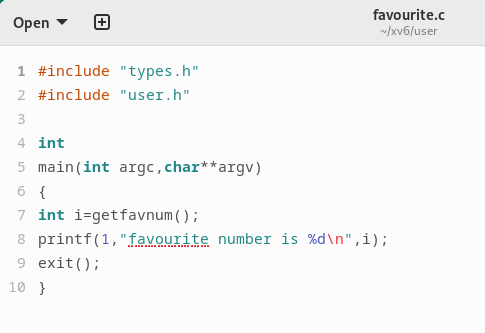 Open
favourite.c
~/xv6/user
1 #include "types.h"
2 #include "user.h"
3
4 int
5 main(int argc,char**argv)
6 {
7 int i=getfavnum();
8 printf(1,"favourite number is %d\n",i);
9 exit();
10 }